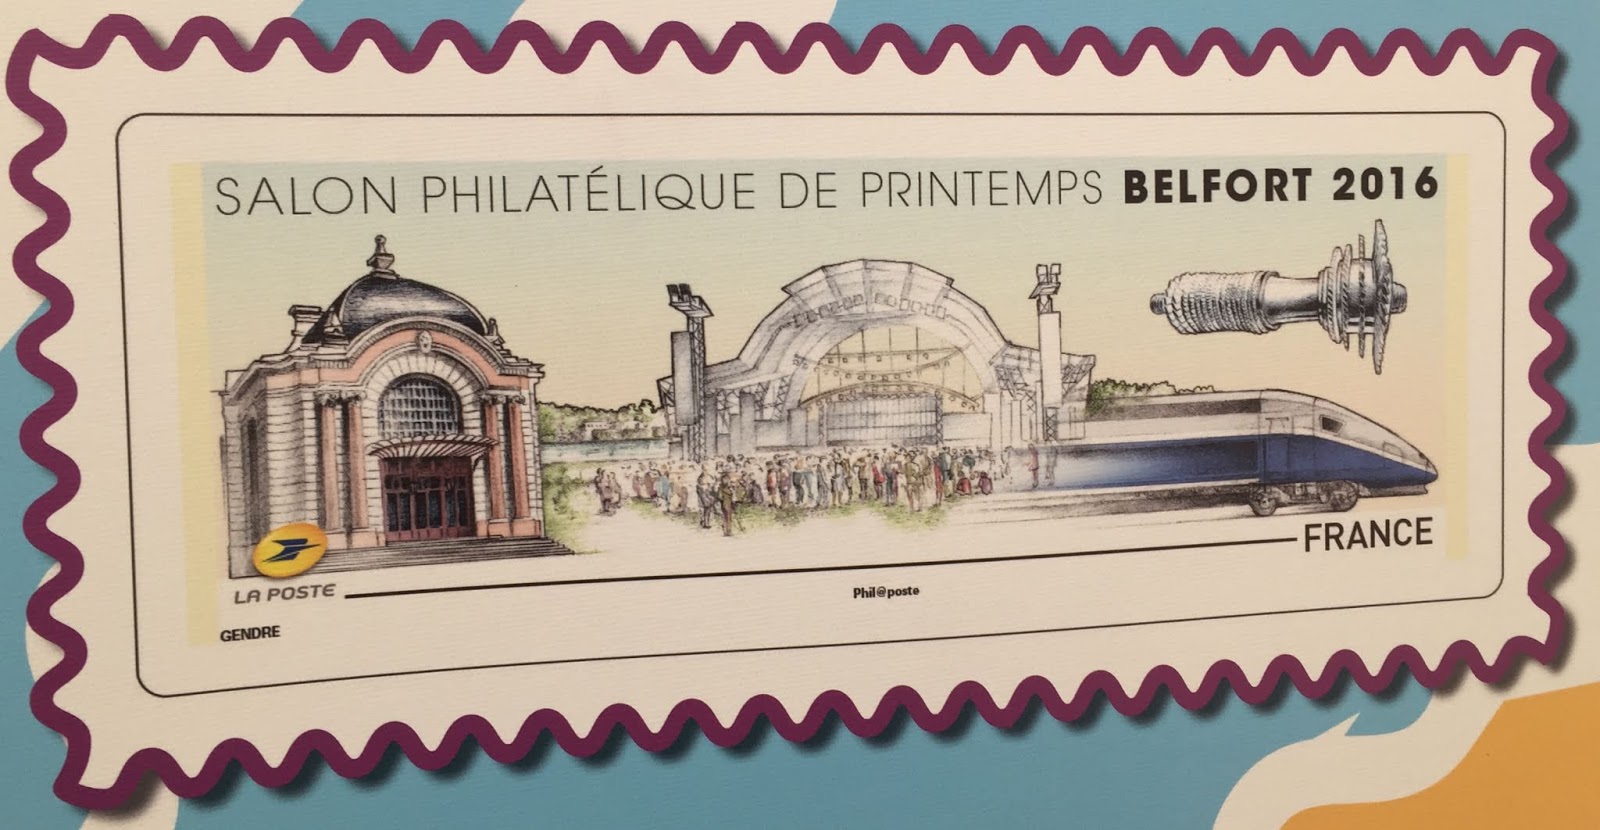 SALON PHILATÉLIQUE DE PRINTEMPS BELFORT 2016
FRANCE
LA POSTE
Phil@poste
GENDRE